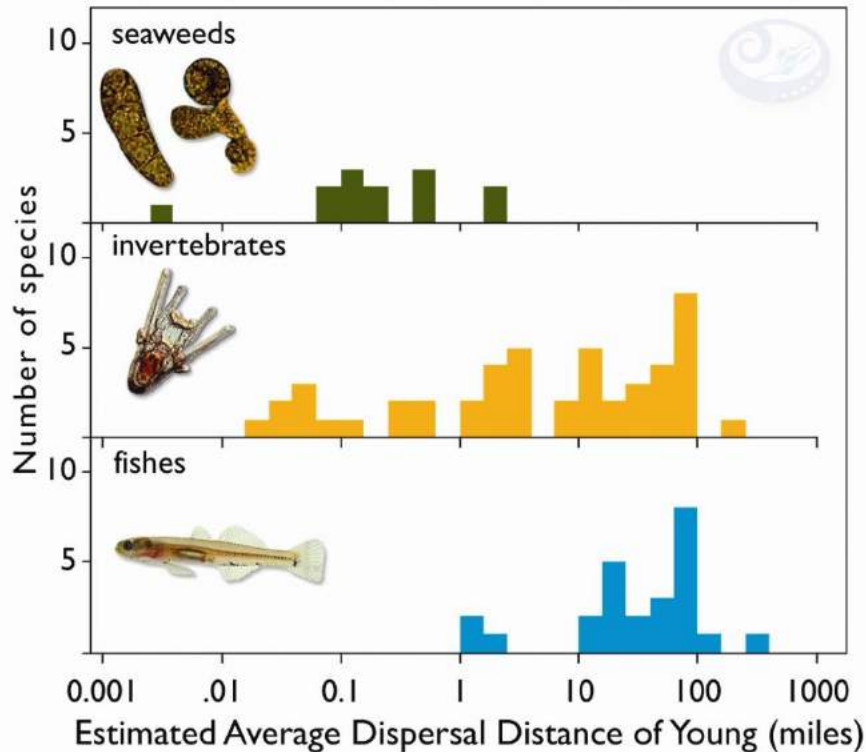 10
seaweeds
5
10
invertebrates
5
10
fishes
5
Number of species
0.001 .01 0.1 1 10 100 1000
Estimated Average Dispersal Distance of Young (miles)